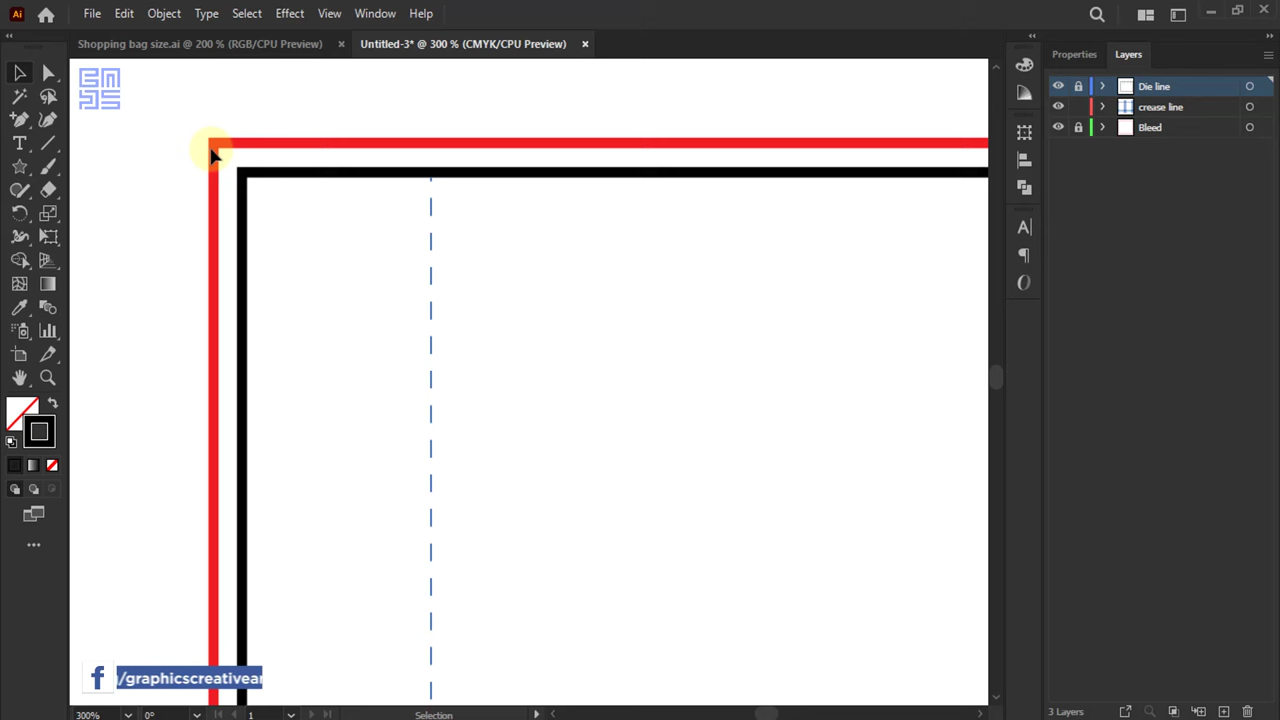 File Edit Object Type Select Effect View Window Help
Shopping bag size.ai @ 200 % (RGB/CPU Preview) Untitled-3* @ 300 % (CMYK/CPU Preview)
Properties Layers
Die line
crease line
Bleed
/graphicscreativear
300% 0° 1 Selection
3 Layers